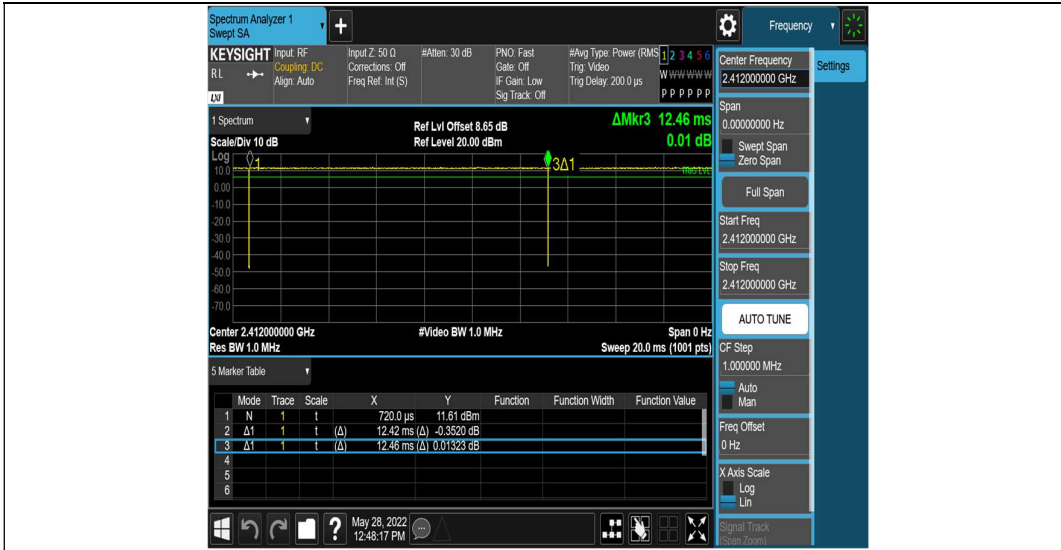 Spectrum Analyzer 1
Swept SA
+
Frequency
KEYSIGHT
RL
LXI
Input: RF
Coupling: DC
Align: Auto
Input Z: 50 Ω
Corrections: Off
Freq Ref: Int (S)
#Atten: 30 dB
PNO: Fast
Gate: Off
IF Gain: Low
Sig Track: Off
#Avg Type: Power (RMS
Trig: Video
Trig Delay: 200.0 µs
1 2 3 4 5 6
W W W W W W
P P P P P P
1 Spectrum
Scale/Div 10 dB
Ref Lvl Offset 8.65 dB
Ref Level 20.00 dBm
ΔMkr3 12.46 ms
0.01 dB
Log
10.0
0.00
-10.0
-20.0
-30.0
-40.0
-50.0
-60.0
-70.0
1
3Δ1
TRIG LVL
Center 2.412000000 GHz
#Video BW 1.0 MHz
Span 0 Hz
Res BW 1.0 MHz
Sweep 20.0 ms (1001 pts)
5 Marker Table
Mode Trace Scale X Y Function Function Width Function Value
1 N 1 t 720.0 µs 11.61 dBm
2 Δ1 1 t (Δ) 12.42 ms (Δ) -0.3520 dB
3 Δ1 1 t (Δ) 12.46 ms (Δ) 0.01323 dB
4
5
6
?
May 28, 2022
12:48:17 PM
Center Frequency
2.412000000 GHz
Settings
Span
0.00000000 Hz
Swept Span
Zero Span
Full Span
Start Freq
2.412000000 GHz
Stop Freq
2.412000000 GHz
AUTO TUNE
CF Step
1.000000 MHz
Auto
Man
Freq Offset
0 Hz
X Axis Scale
Log
Lin
Signal Track
(Span Zoom)